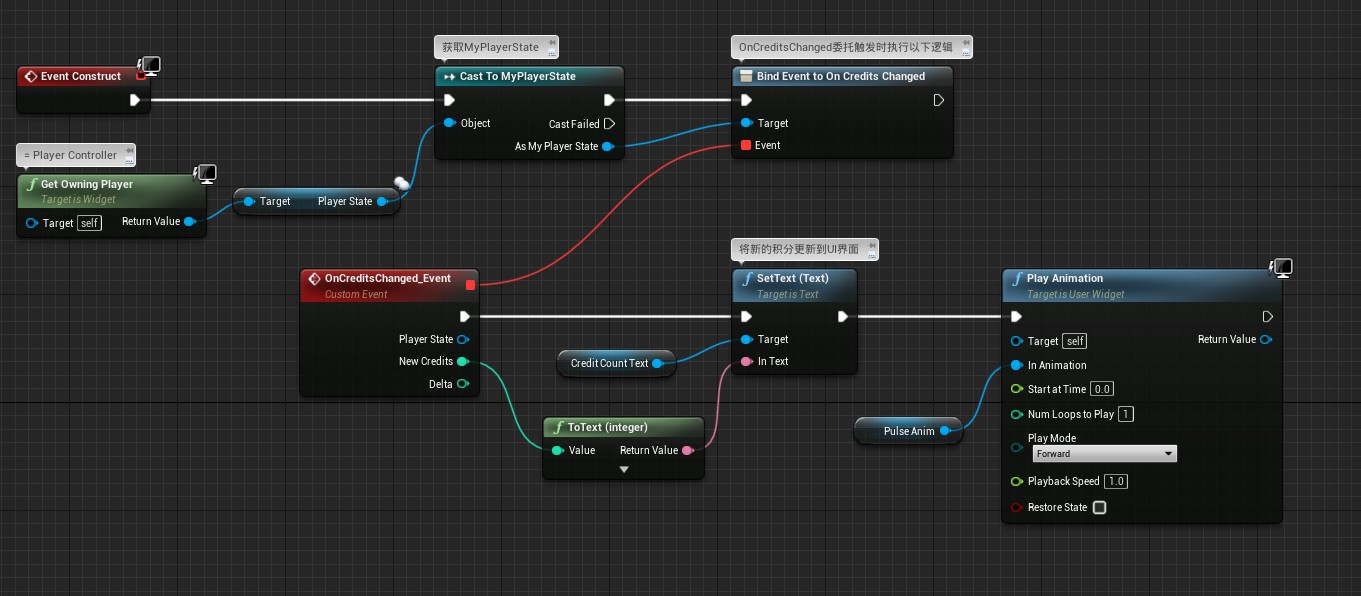 获取MyPlayerState
OnCreditsChanged委托触发时执行以下逻辑
Event Construct
Cast To MyPlayerState
Object
Cast Failed
As My Player State
Bind Event to On Credits Changed
Target
Event
= Player Controller
Get Owning Player
Target is Widget
Target self
Return Value
Target
Player State
OnCreditsChanged_Event
Custom Event
Player State
New Credits
Delta
将新的积分更新到UI界面
SetText (Text)
Target is Text
Target
In Text
Credit Count Text
ToText (integer)
Value
Return Value
Play Animation
Target is User Widget
Target self
Return Value
In Animation
Start at Time 0.0
Num Loops to Play 1
Play Mode
Forward
Playback Speed 1.0
Restore State
Pulse Anim